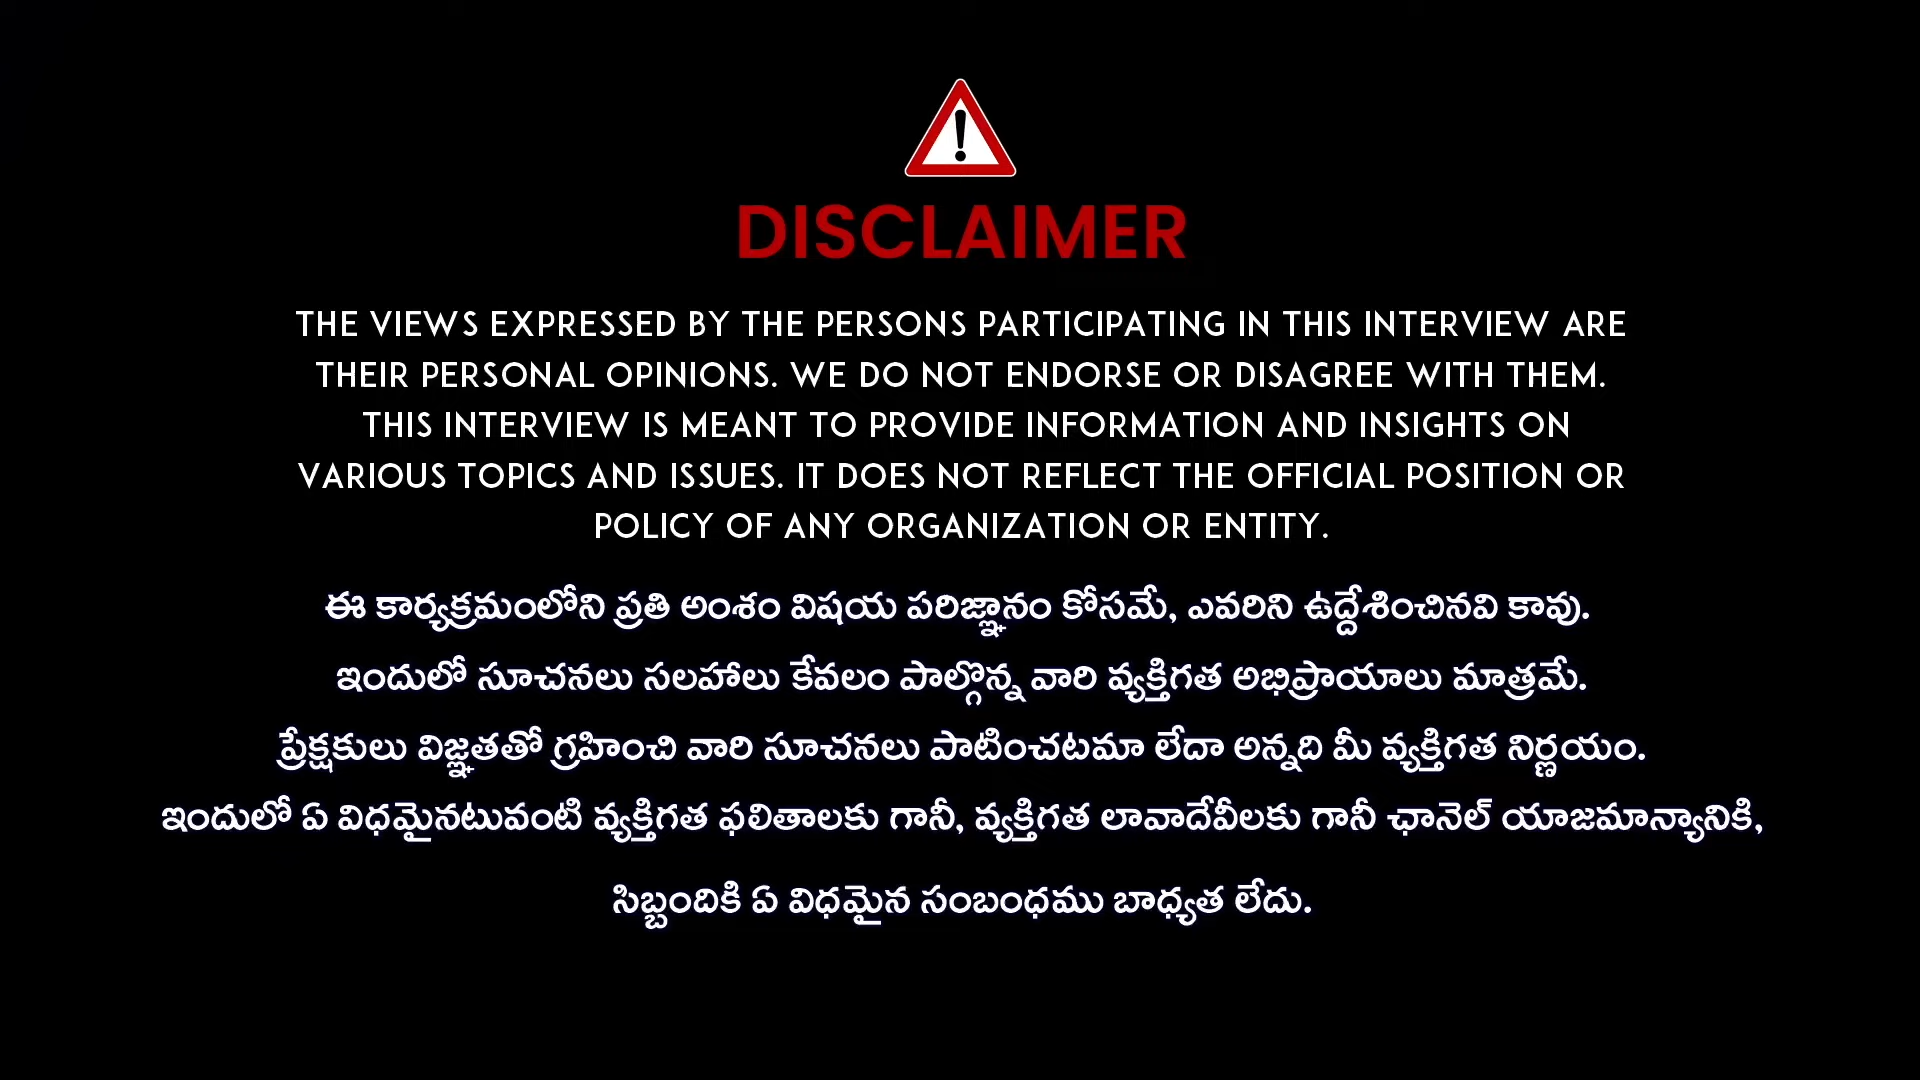 DISCLAIMER
THE VIEWS EXPRESSED BY THE PERSONS PARTICIPATING IN THIS INTERVIEW ARE
THEIR PERSONAL OPINIONS. WE DO NOT ENDORSE OR DISAGREE WITH THEM.
THIS INTERVIEW IS MEANT TO PROVIDE INFORMATION AND INSIGHTS ON
VARIOUS TOPICS AND ISSUES. IT DOES NOT REFLECT THE OFFICIAL POSITION OR
POLICY OF ANY ORGANIZATION OR ENTITY.
ఈ కార్యక్రమంలోని ప్రతి అంశం విషయ పరిజ్ఞానం కోసమే, ఎవరిని ఉద్దేశించినవి కావు.
ఇందులో సూచనలు సలహాలు కేవలం పాల్గొన్న వారి వ్యక్తిగత అభిప్రాయాలు మాత్రమే.
ప్రేక్షకులు విజ్ఞతతో గ్రహించి వారి సూచనలు పాటించటమా లేదా అన్నది మీ వ్యక్తిగత నిర్ణయం.
ఇందులో ఏ విధమైనటువంటి వ్యక్తిగత ఫలితాలకు గానీ, వ్యక్తిగత లావాదేవీలకు గానీ ఛానెల్ యాజమాన్యానికి,
సిబ్బందికి ఏ విధమైన సంబంధము బాధ్యత లేదు.